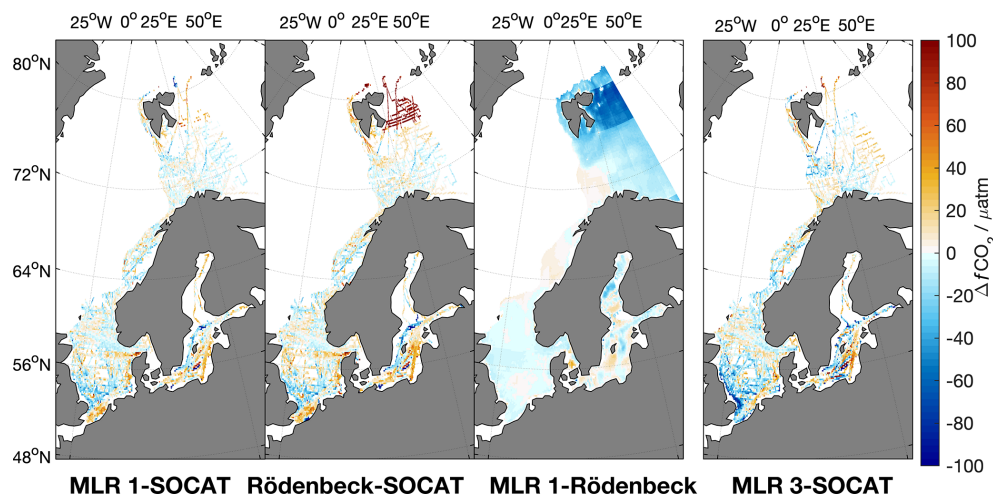 25°W 0° 25°E 50°E 25°W 0° 25°E 50°E 25°W 0° 25°E 50°E 25°W 0° 25°E 50°E
80°N
72°N
64°N
56°N
48°N
100
80
60
40
20
0
-20
-40
-60
-80
-100
Δ fCO2 / μatm
MLR 1-SOCAT Rödenbeck-SOCAT MLR 1-Rödenbeck MLR 3-SOCAT